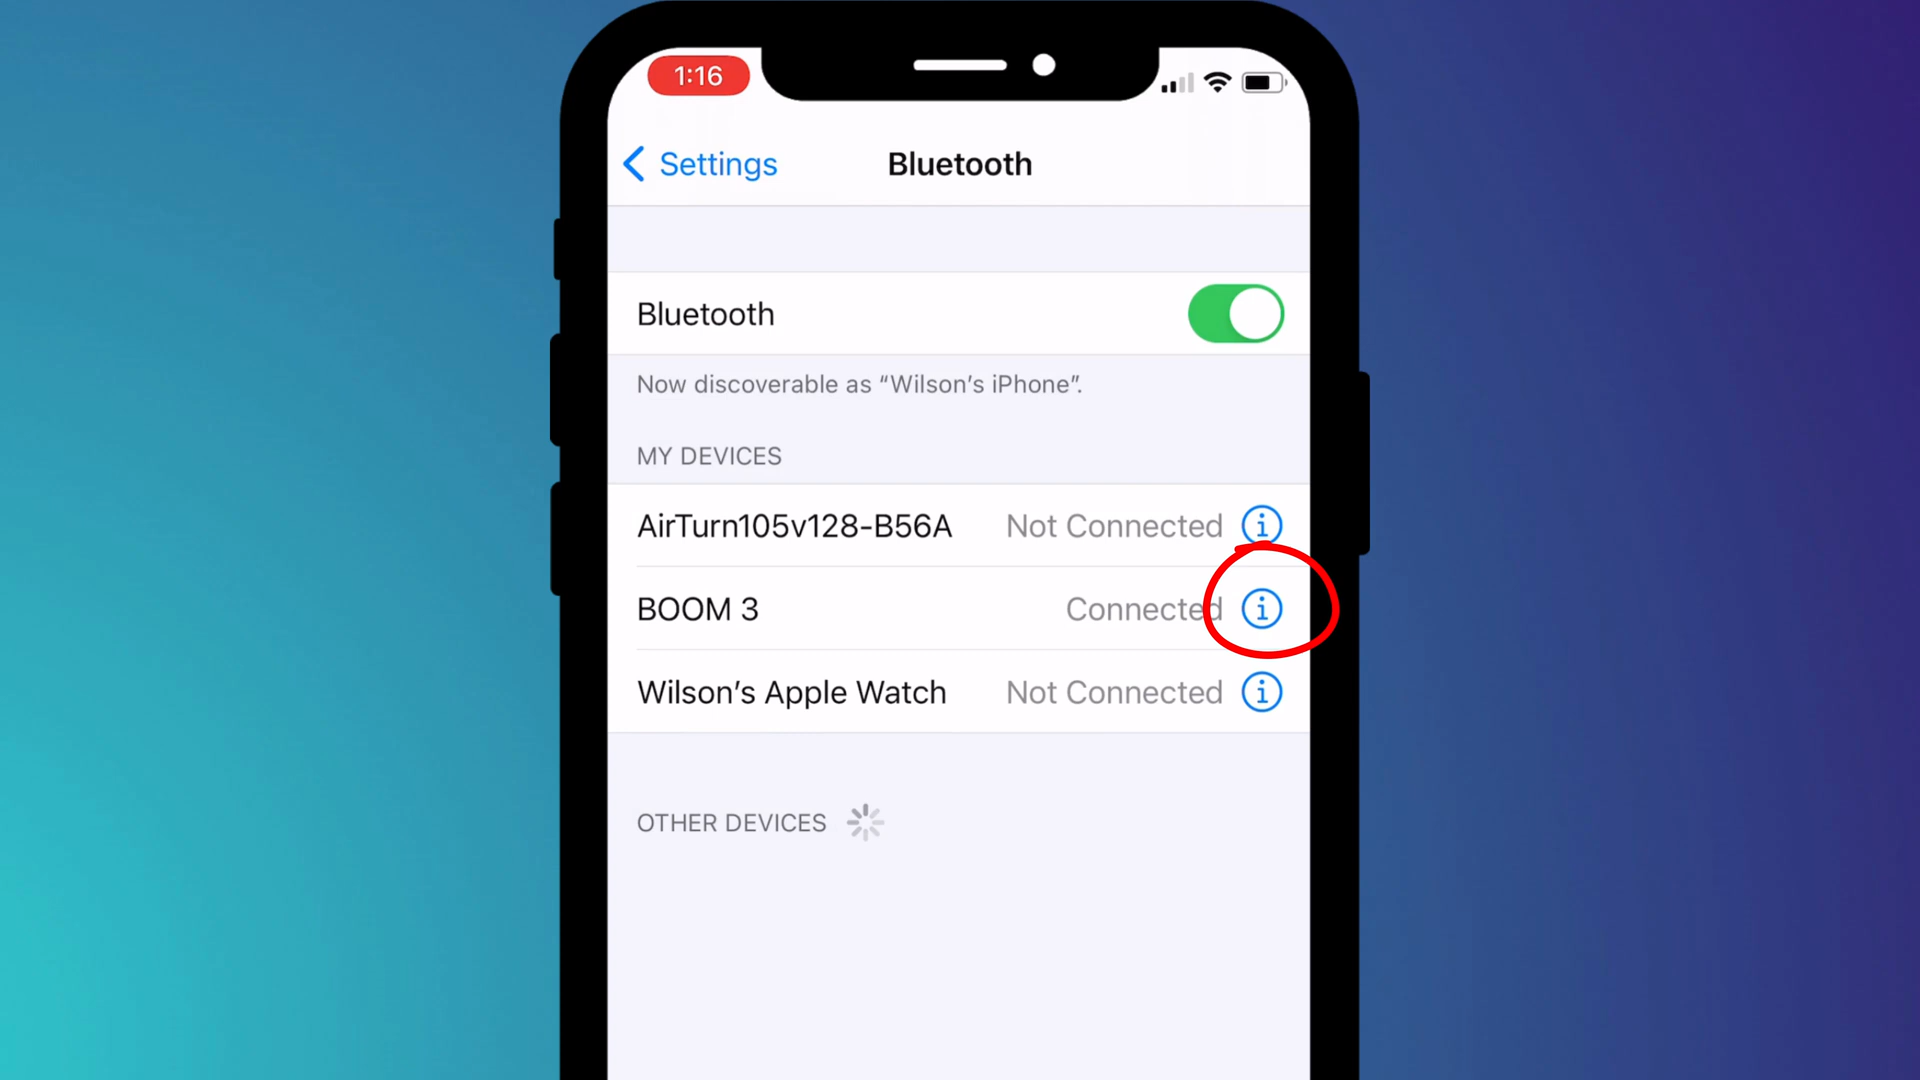 1:16
Settings
Bluetooth
Bluetooth
Now discoverable as “Wilson’s iPhone”.
MY DEVICES
AirTurn105v128-B56A Not Connected
BOOM 3 Connected
Wilson’s Apple Watch Not Connected
OTHER DEVICES